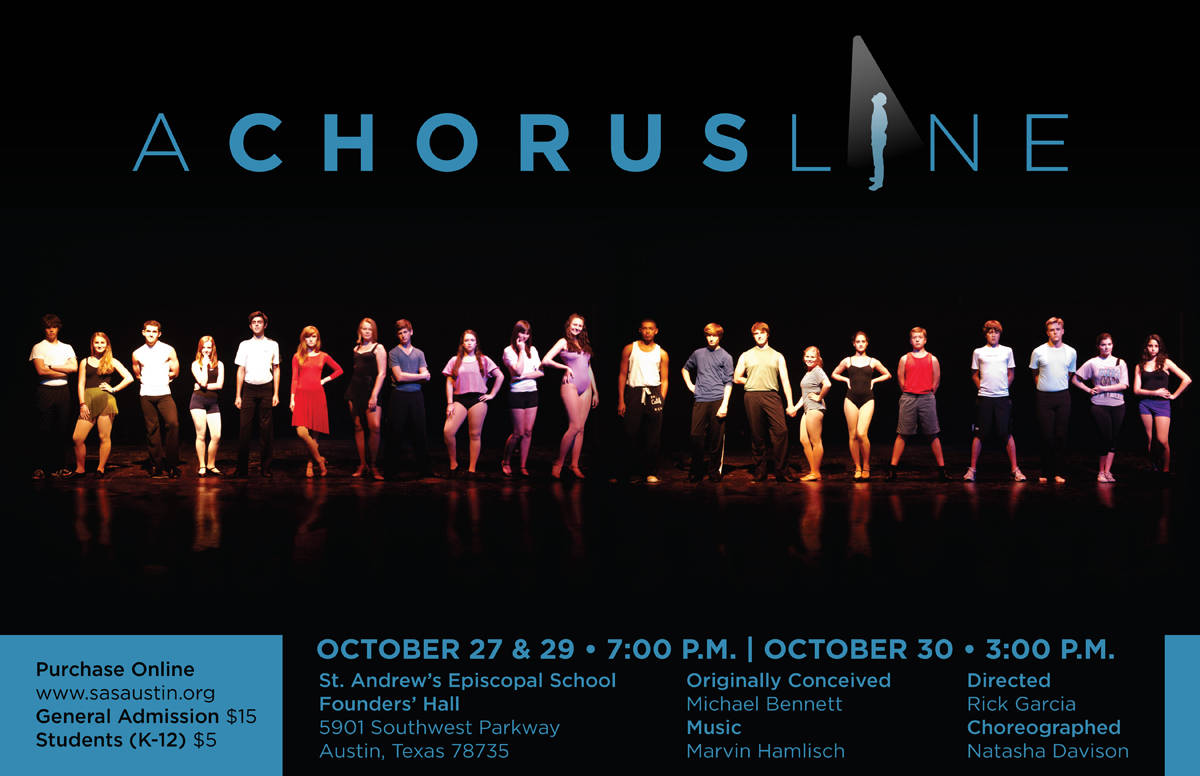 A CHORUS LINE
OCTOBER 27 & 29 • 7:00 P.M. | OCTOBER 30 • 3:00 P.M.
Purchase Online
www.sasaustin.org
General Admission $15
Students (K-12) $5
St. Andrew's Episcopal School
Founders' Hall
5901 Southwest Parkway
Austin, Texas 78735
Originally Conceived
Michael Bennett
Music
Marvin Hamlisch
Directed
Rick Garcia
Choreographed
Natasha Davison